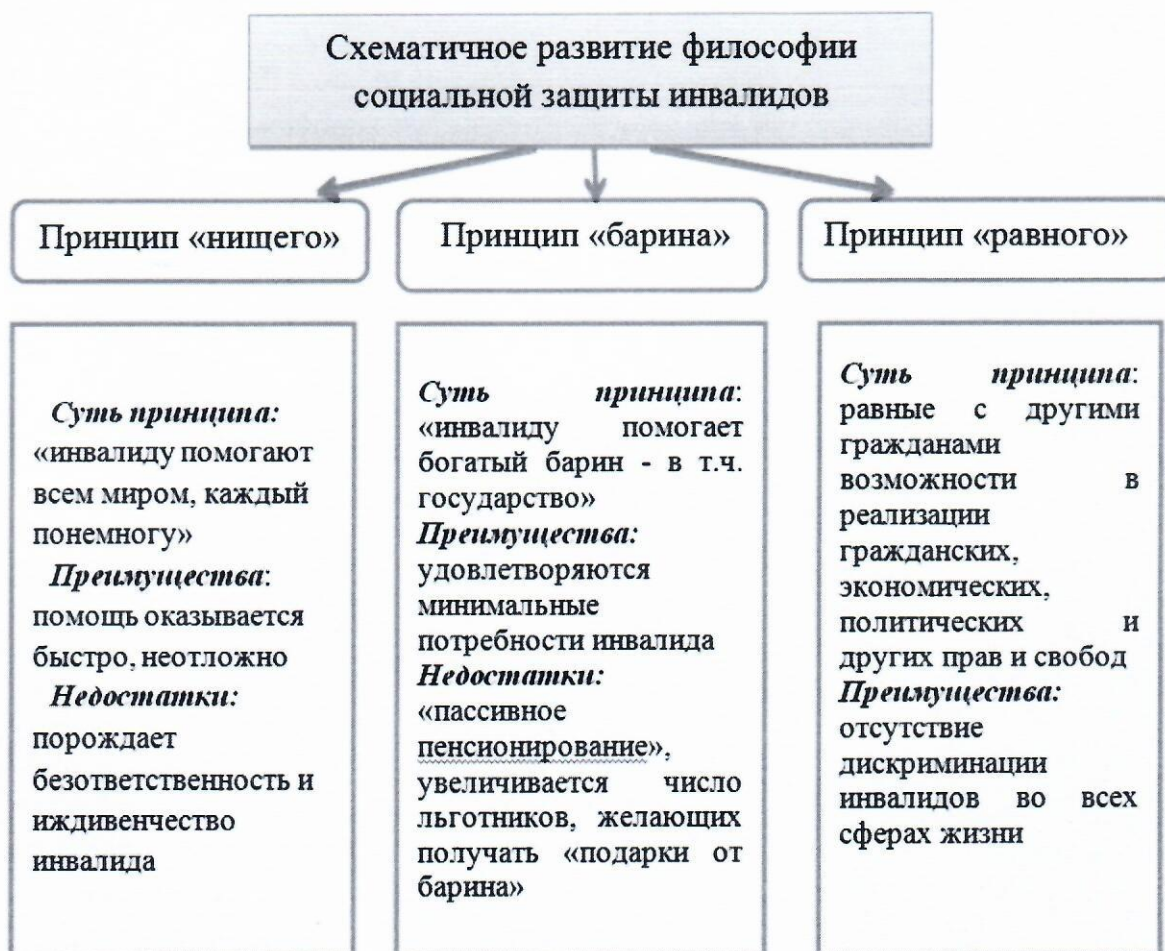 Схематичное развитие философии
социальной защиты инвалидов
Принцип «нищего»
Принцип «барина»
Принцип «равного»
Суть принципа:
«инвалиду помогают
всем миром, каждый
понемногу»
Преимущества:
помощь оказывается
быстро, неотложно
Недостатки:
порождает
безответственность и
иждивенчество
инвалида
Суть принципа:
«инвалиду помогает
богатый барин - в т.ч.
государство»
Преимущества:
удовлетворяются
минимальные
потребности инвалида
Недостатки:
«пассивное
пенсионирование»,
увеличивается число
льготников, желающих
получать «подарки от
барина»
Суть принципа:
равные с другими
гражданами
возможности в
реализации
гражданских,
экономических,
политических и
других прав и свобод
Преимущества:
отсутствие
дискриминации
инвалидов во всех
сферах жизни